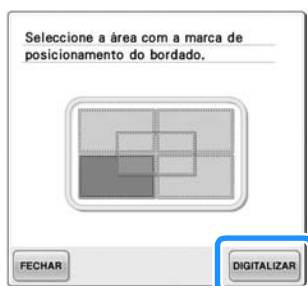 Seleccione a área com a marca de
posicionamento do bordado.
FECHAR
DIGITALIZAR